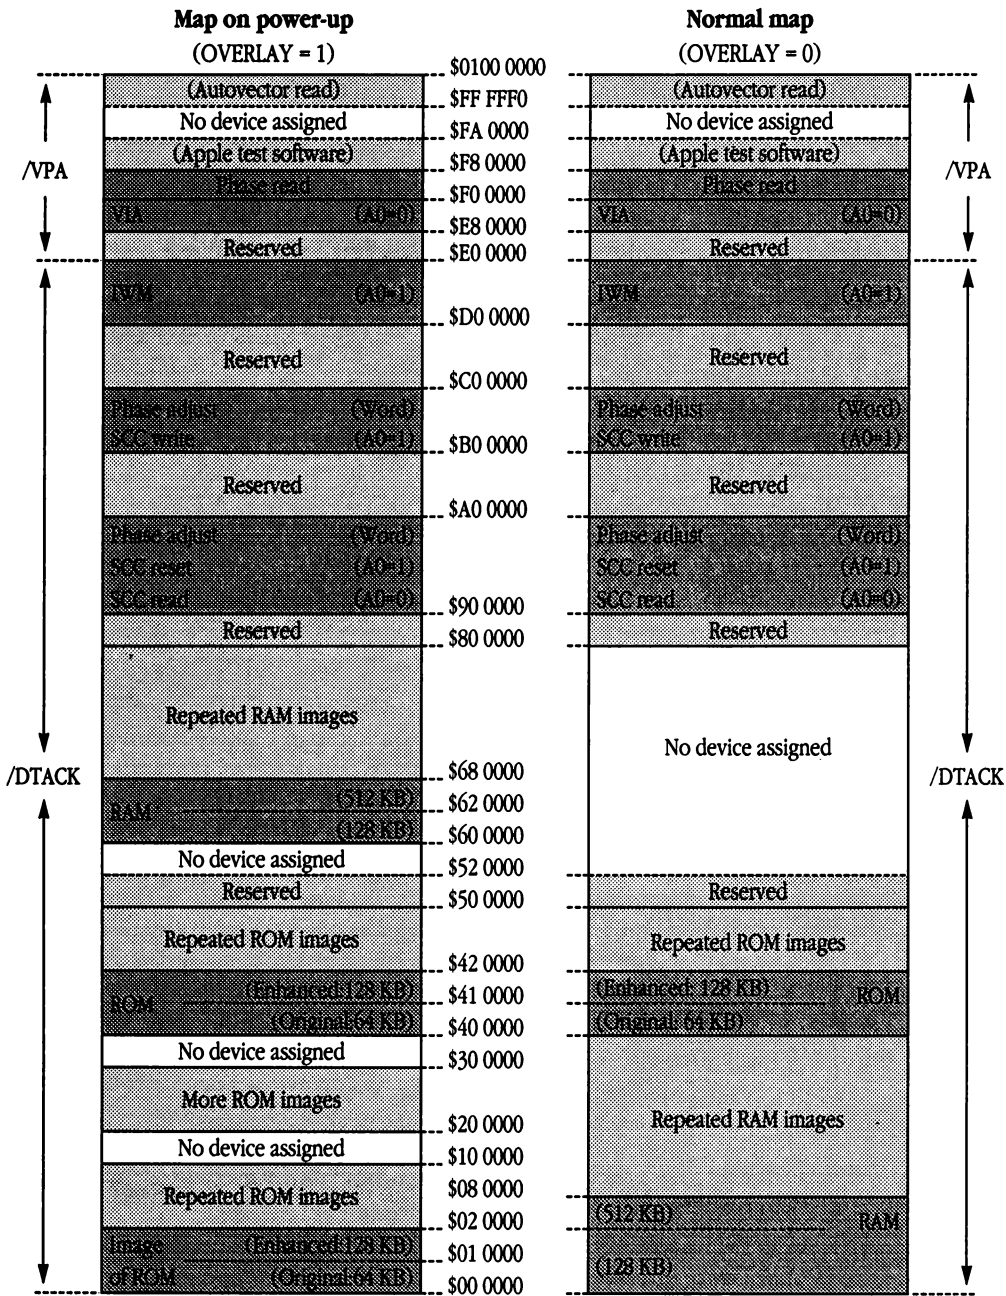 Map on power-up
(OVERLAY = 1)
Normal map
(OVERLAY = 0)
/VPA
/DTACK
(Autovector read)
No device assigned
(Apple test software)
Phase read
VIA (A0=0)
Reserved
IWM (A0=1)
Reserved
Phase adjust (Word)
SCC write (A0=1)
Reserved
Phase adjust (Word)
SCC reset (A0=1)
SCC read (A0=0)
Reserved
Repeated RAM images
RAM (512 KB)
(128 KB)
No device assigned
Reserved
Repeated ROM images
ROM (Enhanced:128 KB)
(Original:64 KB)
No device assigned
More ROM images
No device assigned
Repeated ROM images
Image (Enhanced:128 KB)
of ROM (Original:64 KB)
$0100 0000
$FF FFF0
$FA 0000
$F8 0000
$F0 0000
$E8 0000
$E0 0000
$D0 0000
$C0 0000
$B0 0000
$A0 0000
$90 0000
$80 0000
$68 0000
$62 0000
$60 0000
$52 0000
$50 0000
$42 0000
$41 0000
$40 0000
$30 0000
$20 0000
$10 0000
$08 0000
$02 0000
$01 0000
$00 0000
(Autovector read)
No device assigned
(Apple test software)
Phase read
VIA (A0=0)
Reserved
IWM (A0=1)
Reserved
Phase adjust (Word)
SCC write (A0=1)
Reserved
Phase adjust (Word)
SCC reset (A0=1)
SCC read (A0=0)
Reserved
No device assigned
Reserved
Repeated ROM images
(Enhanced: 128 KB) ROM
(Original: 64 KB)
Repeated RAM images
(512 KB) RAM
(128 KB)
/VPA
/DTACK